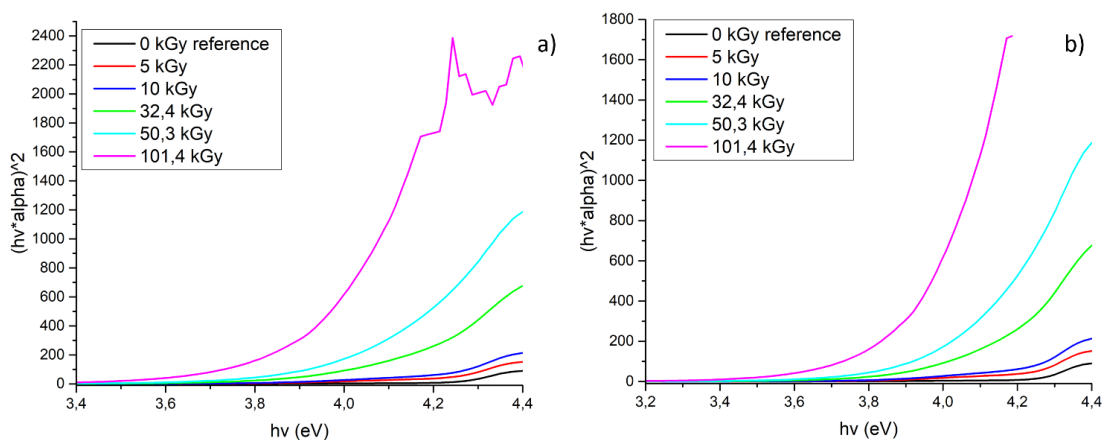 a)
0 kGy reference
5 kGy
10 kGy
32,4 kGy
50,3 kGy
101,4 kGy
(hv*alpha)^2
2400
2200
2000
1800
1600
1400
1200
1000
800
600
400
200
0
3,4
3,6
3,8
4,0
4,2
4,4
hv (eV)
b)
0 kGy reference
5 kGy
10 kGy
32,4 kGy
50,3 kGy
101,4 kGy
(hv*alpha)^2
1800
1600
1400
1200
1000
800
600
400
200
0
3,2
3,4
3,6
3,8
4,0
4,2
4,4
hv (eV)